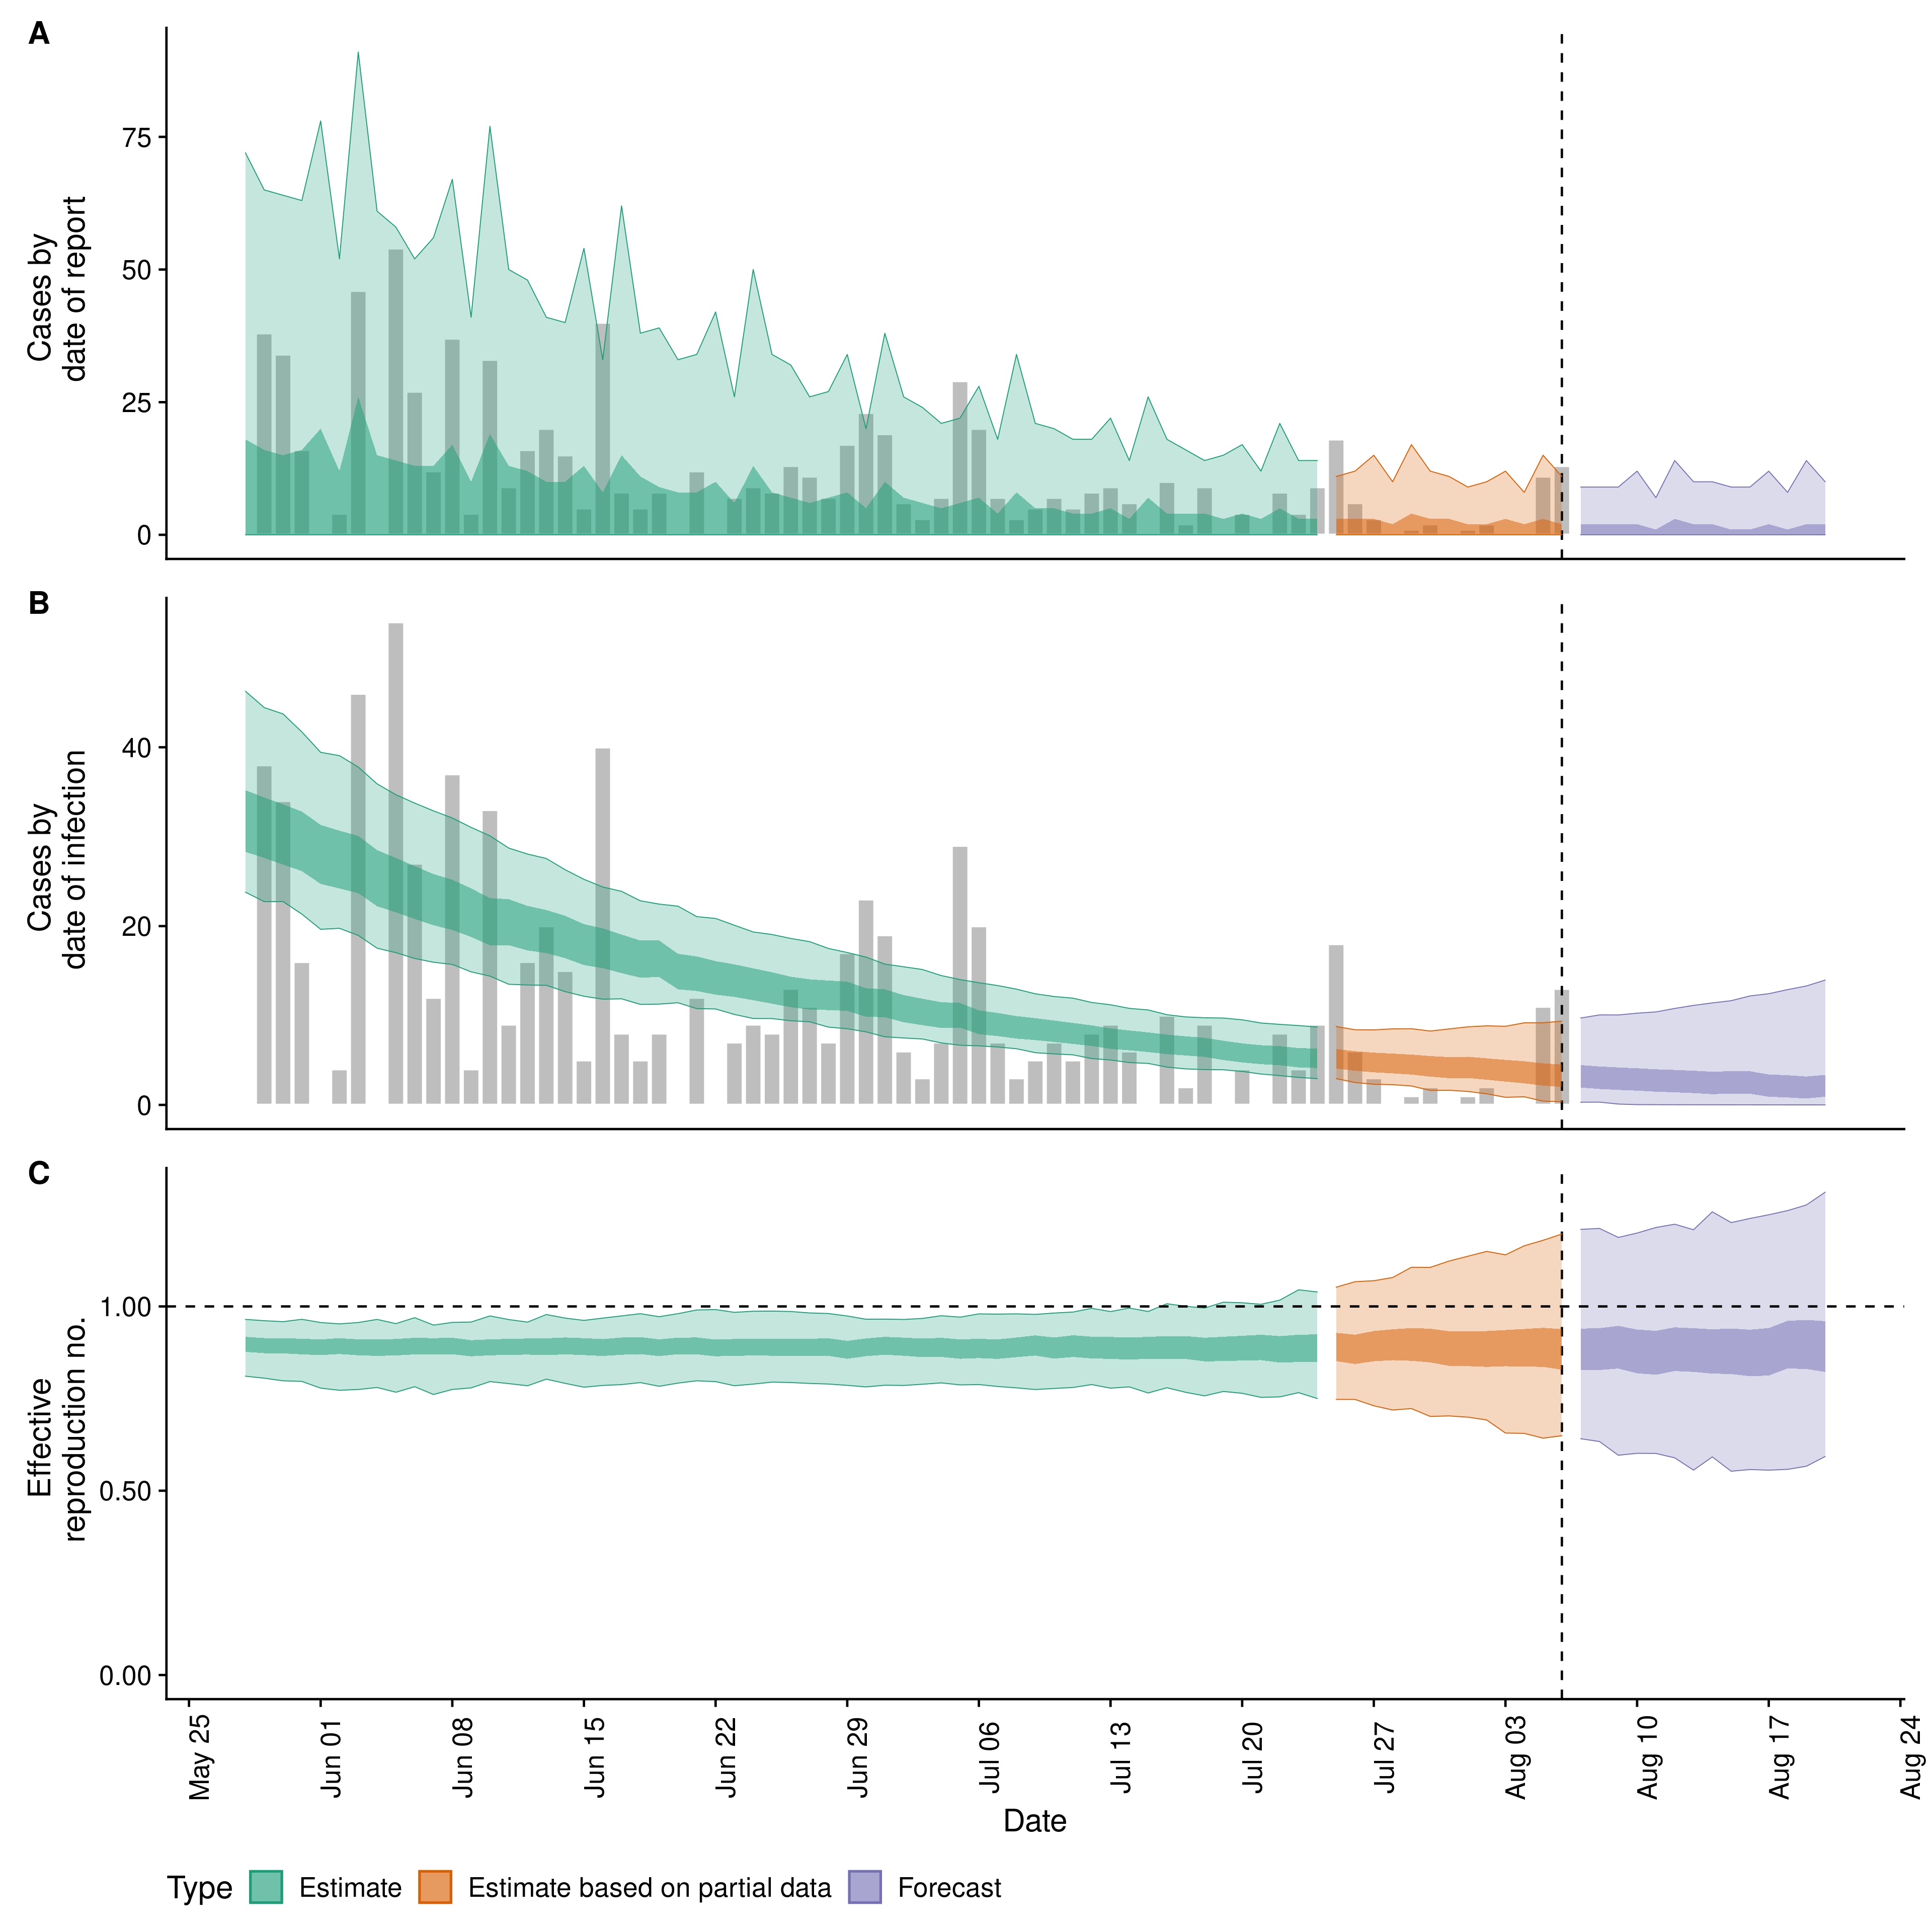 A
Cases by
date of report
75
50
25
0
B
Cases by
date of infection
40
20
0
C
Effective
reproduction no.
1.00
0.50
0.00
May 25
Jun 01
Jun 08
Jun 15
Jun 22
Jun 29
Jul 06
Jul 13
Jul 20
Jul 27
Aug 03
Aug 10
Aug 17
Aug 24
Date
Type Estimate Estimate based on partial data Forecast